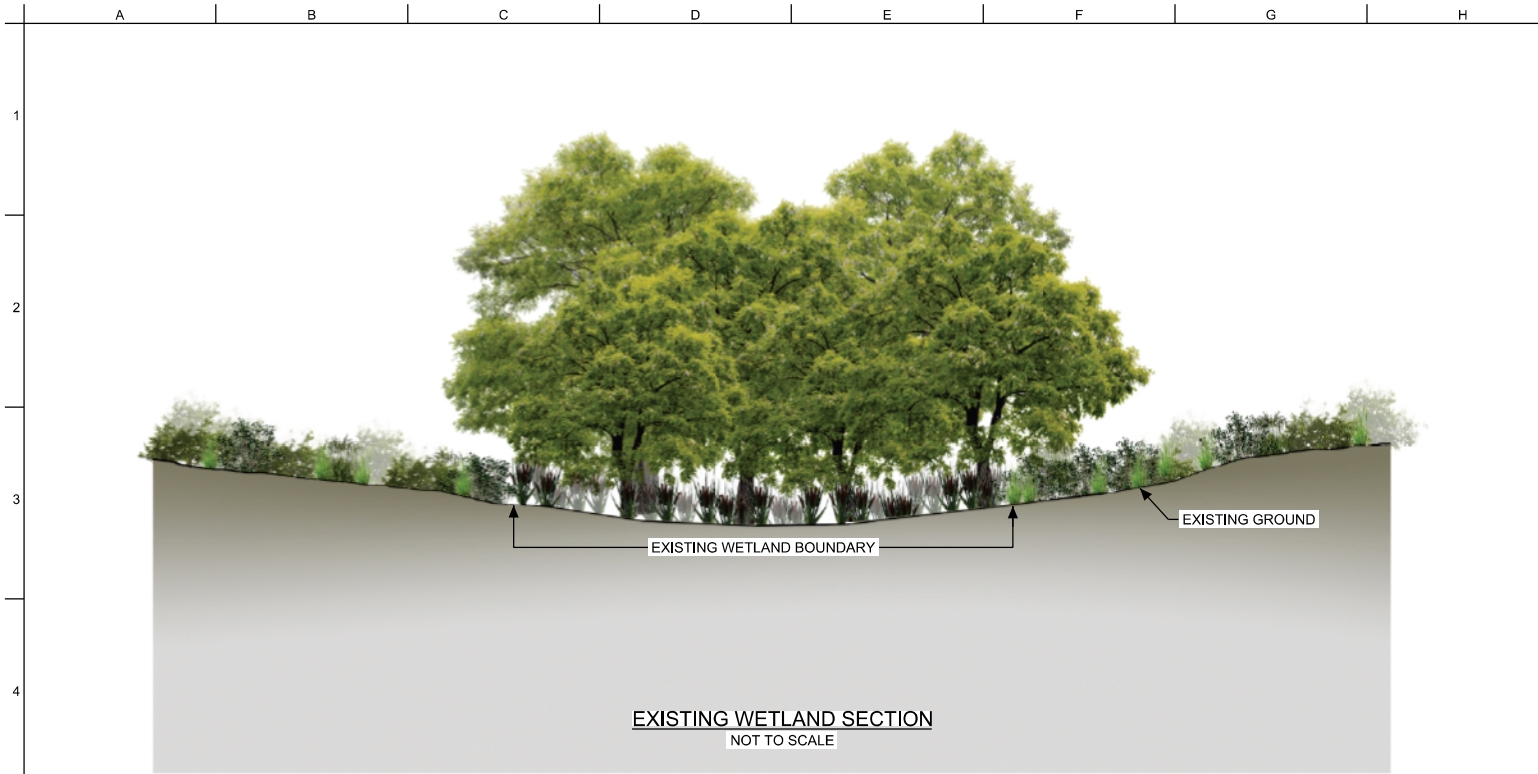 A B C D E F G H
1
2
3
EXISTING GROUND
EXISTING WETLAND BOUNDARY
4
EXISTING WETLAND SECTION
NOT TO SCALE